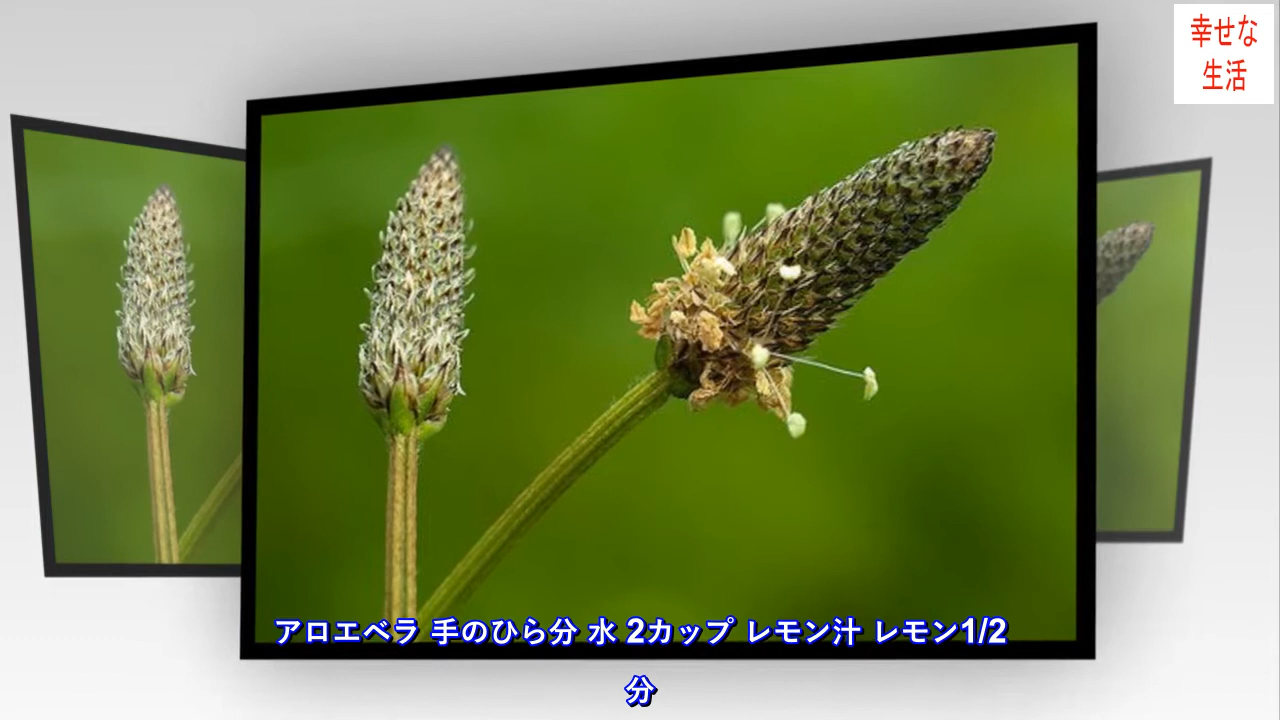 幸せな
生活
アロエベラ 手のひら分 水 2カップ レモン汁 レモン1/2
分